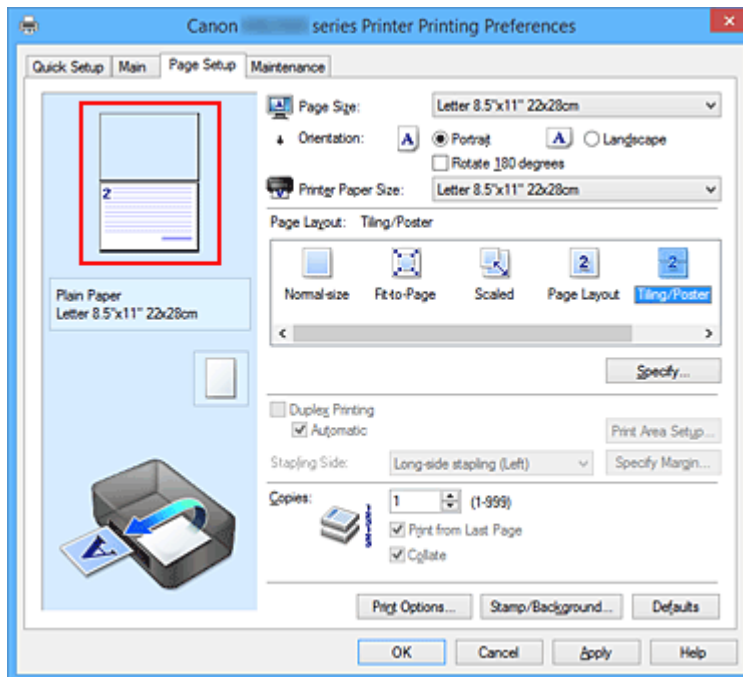 Canon series Printer Printing Preferences
Quick Setup Main Page Setup Maintenance
2
Plain Paper
Letter 8.5"x11" 22x28cm
A
Page Size: Letter 8.5"x11" 22x28cm
Orientation: A Portrait A Landscape
Rotate 180 degrees
Printer Paper Size: Letter 8.5"x11" 22x28cm
Page Layout: Tiling/Poster
2 2
Normal-size Fit-to-Page Scaled Page Layout Tiling/Poster
Specify...
Duplex Printing
Automatic Print Area Setup...
Stapling Side: Long-side stapling (Left) Specify Margin...
Copies: 1 (1-999)
Print from Last Page
Collate
Print Options... Stamp/Background... Defaults
OK Cancel Apply Help